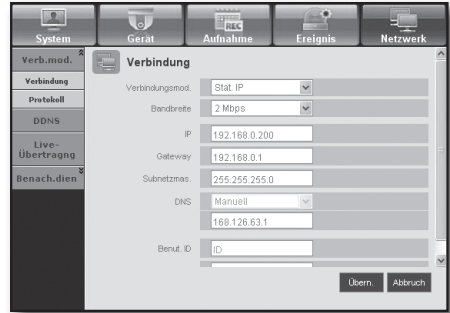 System Gerät Aufnahme Ereignis Netzwerk
REC
Verb.mod.
Verbindung
Protokoll
DDNS
Live-
Übertragng
Benach.dien
Verbindung
Verbindungsmod. Stat. IP
Bandbreite 2 Mbps
IP 192.168.0.200
Gateway 192.168.0.1
Subnetzmas. 255.255.255.0
DNS Manuell
168.126.63.1
Benut. ID ID
Übern. Abbruch